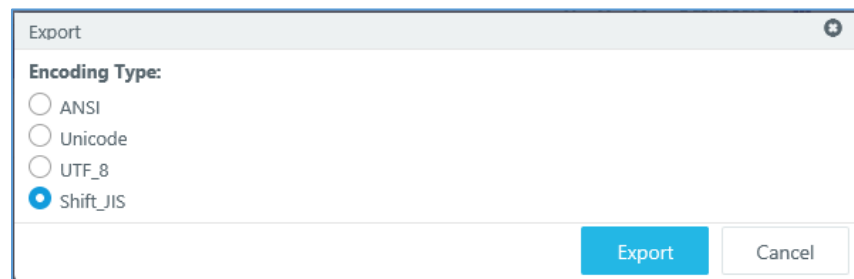 Export
Encoding Type:
ANSI
Unicode
UTF_8
Shift_JIS
Export Cancel